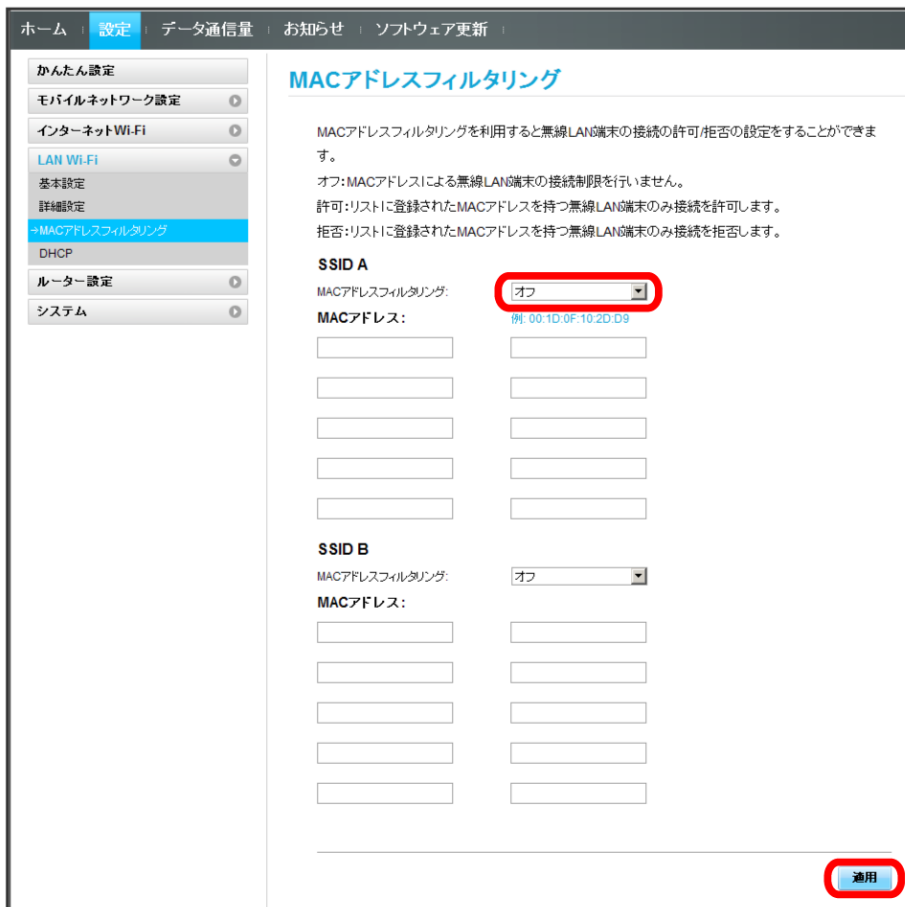 ホーム 設定 データ通信量 お知らせ ソフトウェア更新
かんたん設定
モバイルネットワーク設定
インターネットWi-Fi
LAN Wi-Fi
基本設定
詳細設定
→MACアドレスフィルタリング
DHCP
ルーター設定
システム
MACアドレスフィルタリング
MACアドレスフィルタリングを利用すると無線LAN端末の接続の許可/拒否の設定をすることができま
す。
オフ:MACアドレスによる無線LAN端末の接続制限を行いません。
許可:リストに登録されたMACアドレスを持つ無線LAN端末のみ接続を許可します。
拒否:リストに登録されたMACアドレスを持つ無線LAN端末のみ接続を拒否します。
SSID A
MACアドレスフィルタリング: オフ
MACアドレス: 例: 00:1D:0F:10:2D:D9
SSID B
MACアドレスフィルタリング: オフ
MACアドレス:
適用